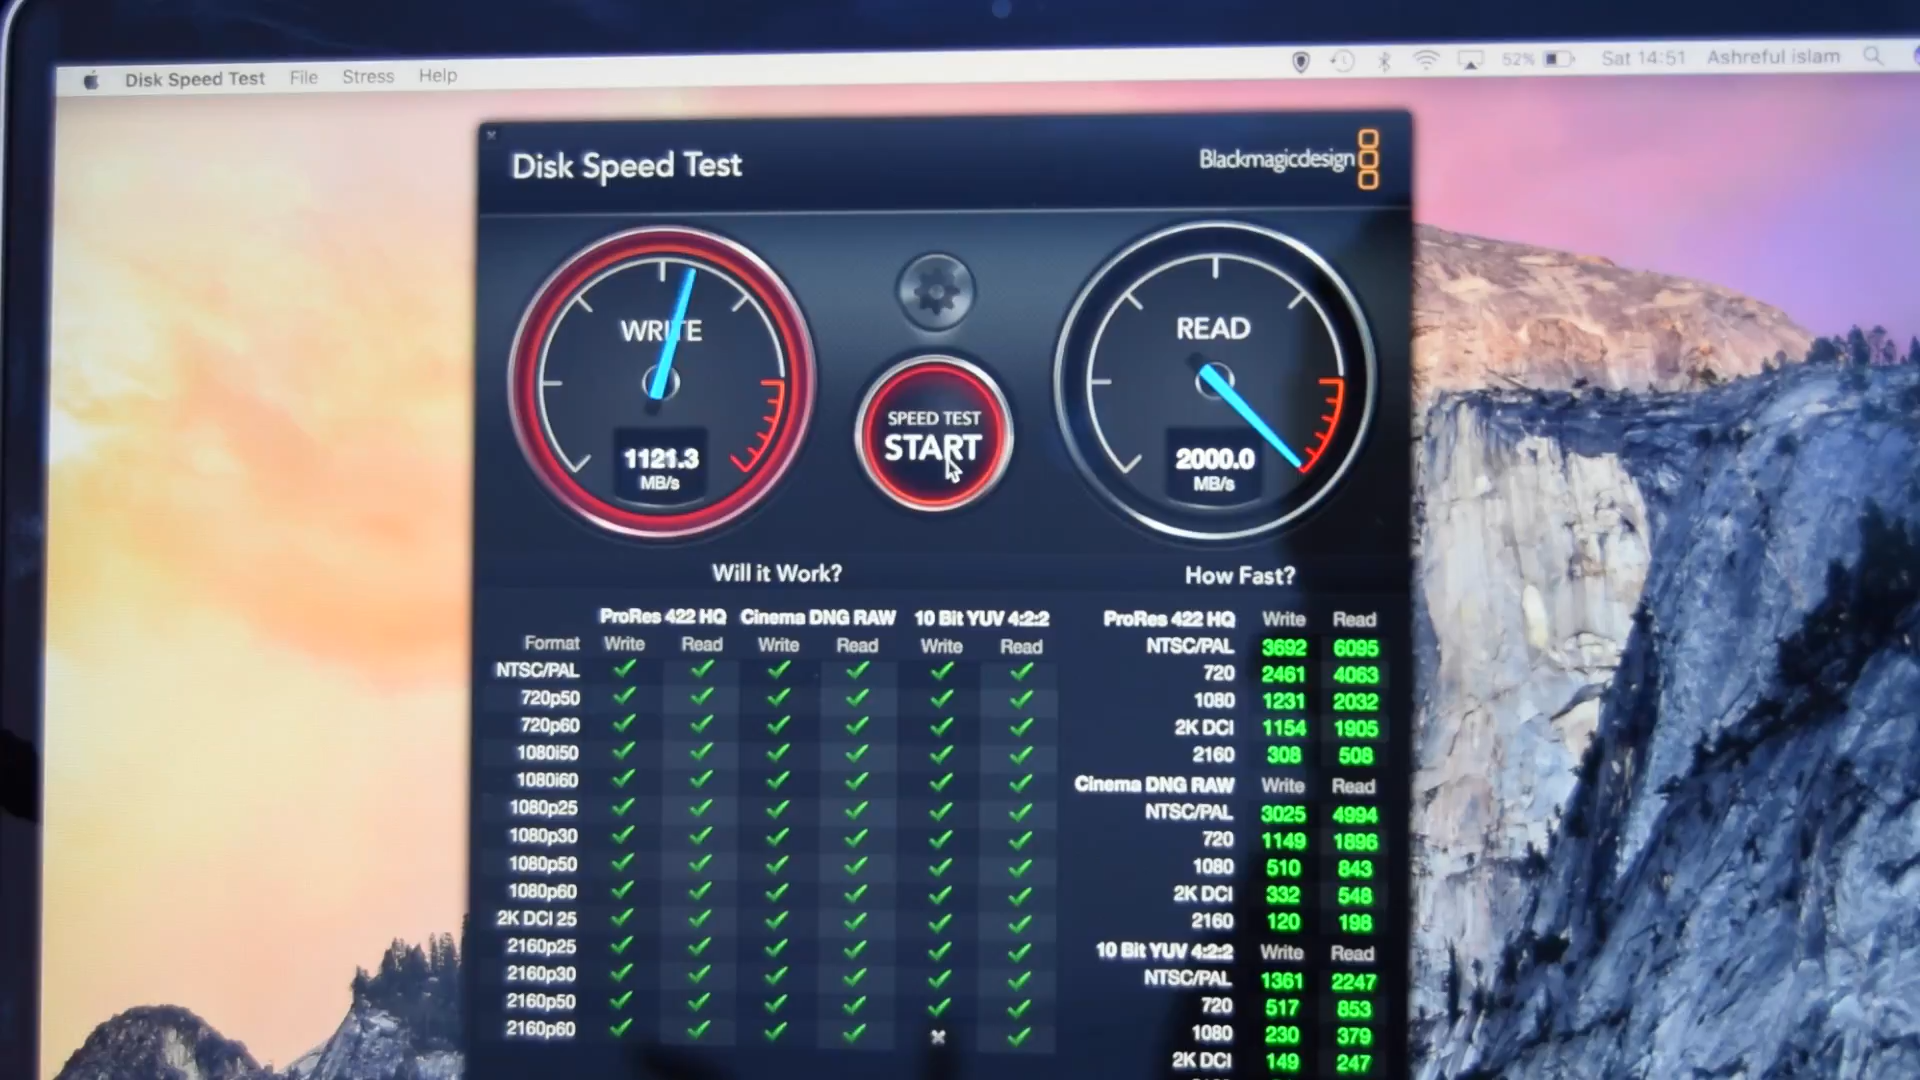 Disk Speed Test File Stress Help 52% Sat 14:51 Ashreful islam
Disk Speed Test
Blackmagicdesign
WRITE
1121.3
MB/s
SPEED TEST
START
READ
2000.0
MB/s
Will it Work?
ProRes 422 HQ Cinema DNG RAW 10 Bit YUV 4:2:2
Format Write Read Write Read Write Read
NTSC/PAL
720p50
720p60
1080i50
1080i60
1080p25
1080p30
1080p50
1080p60
2K DCI 25
2160p25
2160p30
2160p50
2160p60
How Fast?
ProRes 422 HQ Write Read
NTSC/PAL 3692 6095
720 2461 4063
1080 1231 2032
2K DCI 1154 1905
2160 308 508
Cinema DNG RAW Write Read
NTSC/PAL 3025 4994
720 1149 1896
1080 510 843
2K DCI 332 548
2160 120 198
10 Bit YUV 4:2:2 Write Read
NTSC/PAL 1361 2247
720 517 853
1080 230 379
2K DCI 149 247